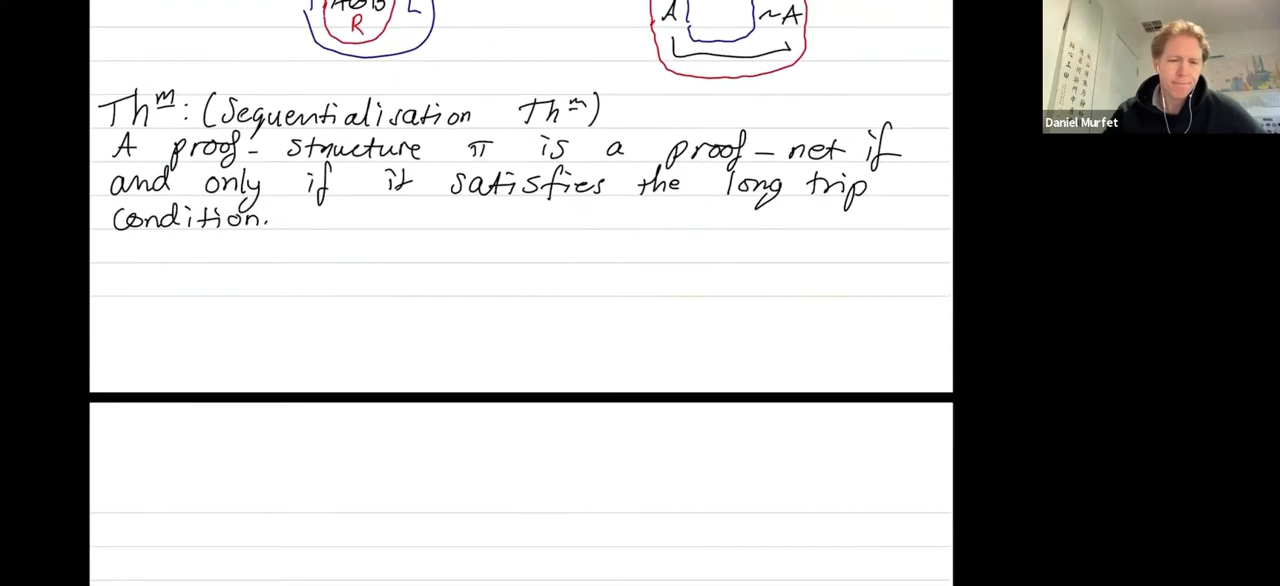 A⊗B
L
R
A
~A
Thᵐ: (Sequentialisation Thᵐ)
A proof-structure π is a proof-net if
and only if it satisfies the long trip
condition.
Daniel Murfet